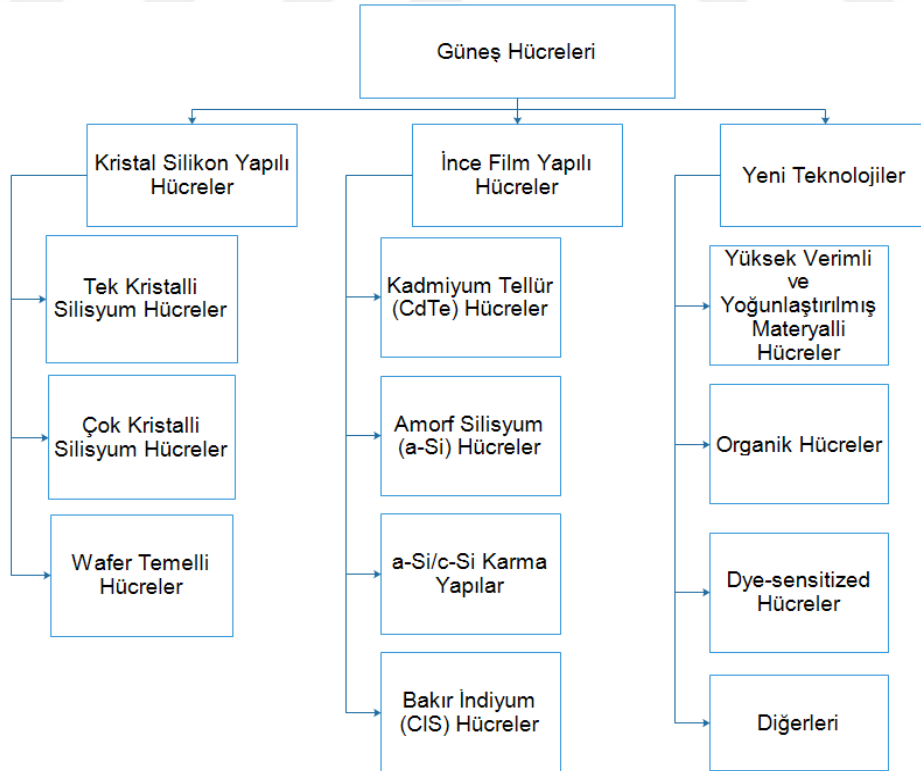 Güneş Hücreleri
Kristal Silikon Yapılı
Hücreler
İnce Film Yapılı
Hücreler
Yeni Teknolojiler
Tek Kristalli
Silisyum Hücreler
Çok Kristalli
Silisyum Hücreler
Wafer Temelli
Hücreler
Kadmiyum Tellür
(CdTe) Hücreler
Amorf Silisyum
(a-Si) Hücreler
a-Si/c-Si Karma
Yapılar
Bakır İndiyum
(CIS) Hücreler
Yüksek Verimli
ve
Yoğunlaştırılmış
Materyalli
Hücreler
Organik Hücreler
Dye-sensitized
Hücreler
Diğerleri